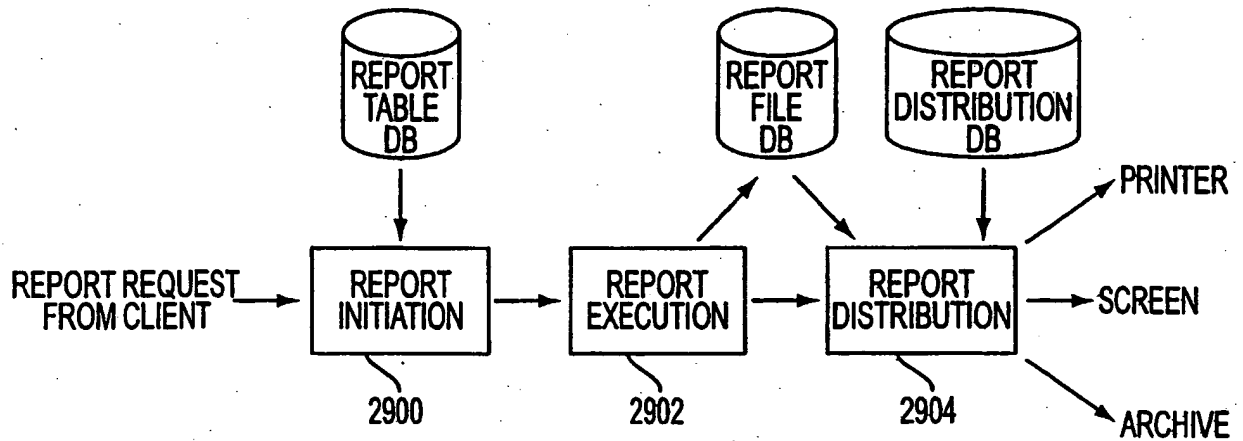 REPORT
TABLE
DB
REPORT
FILE
DB
REPORT
DISTRIBUTION
DB
REPORT REQUEST
FROM CLIENT
REPORT
INITIATION
REPORT
EXECUTION
REPORT
DISTRIBUTION
PRINTER
SCREEN
ARCHIVE
2900
2902
2904